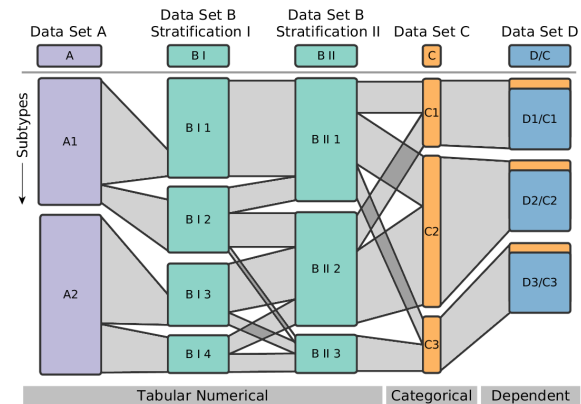 Data Set A
Data Set B
Stratification I
Data Set B
Stratification II
Data Set C
Data Set D
A
B I
B II
C
D/C
Subtypes
A1
A2
B I 1
B I 2
B I 3
B I 4
B II 1
B II 2
B II 3
C1
C2
C3
D1/C1
D2/C2
D3/C3
Tabular Numerical
Categorical
Dependent